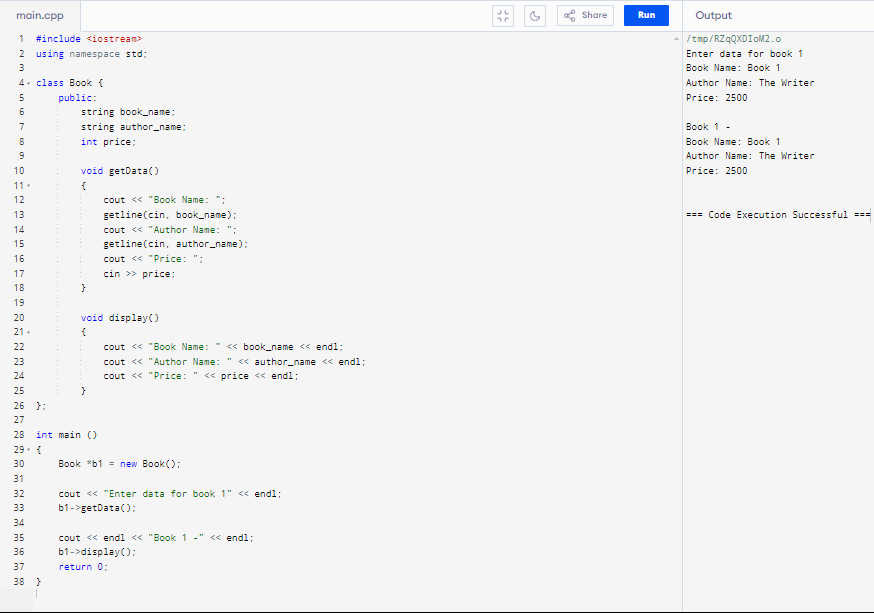 main.cpp
Share
Run
Output
1 #include <iostream>
2 using namespace std;
3
4 class Book {
5     public:
6         string book_name;
7         string author_name;
8         int price;
9
10         void getData()
11         {
12             cout << "Book Name: ";
13             getline(cin, book_name);
14             cout << "Author Name: ";
15             getline(cin, author_name);
16             cout << "Price: ";
17             cin >> price;
18         }
19
20         void display()
21         {
22             cout << "Book Name: " << book_name << endl;
23             cout << "Author Name: " << author_name << endl;
24             cout << "Price: " << price << endl;
25         }
26 };
27
28 int main ()
29 {
30     Book *b1 = new Book();
31
32     cout << "Enter data for book 1" << endl;
33     b1->getData();
34
35     cout << endl << "Book 1 -" << endl;
36     b1->display();
37     return 0;
38 }
/tmp/RZqQXDIoM2.o
Enter data for book 1
Book Name: Book 1
Author Name: The Writer
Price: 2500
Book 1 -
Book Name: Book 1
Author Name: The Writer
Price: 2500
=== Code Execution Successful ===